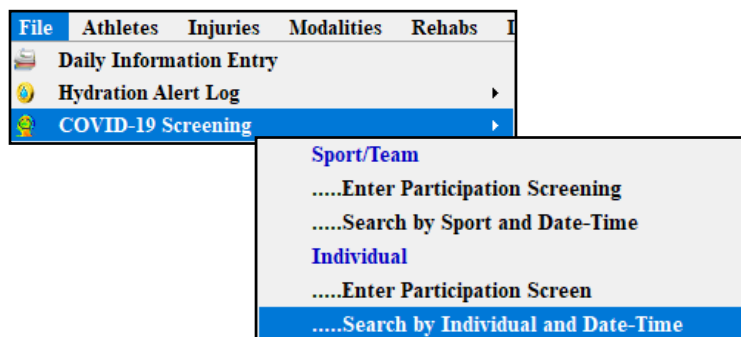 File Athletes Injuries Modalities Rehabs
Daily Information Entry
Hydration Alert Log
COVID-19 Screening
Sport/Team
.....Enter Participation Screening
.....Search by Sport and Date-Time
Individual
.....Enter Participation Screen
.....Search by Individual and Date-Time